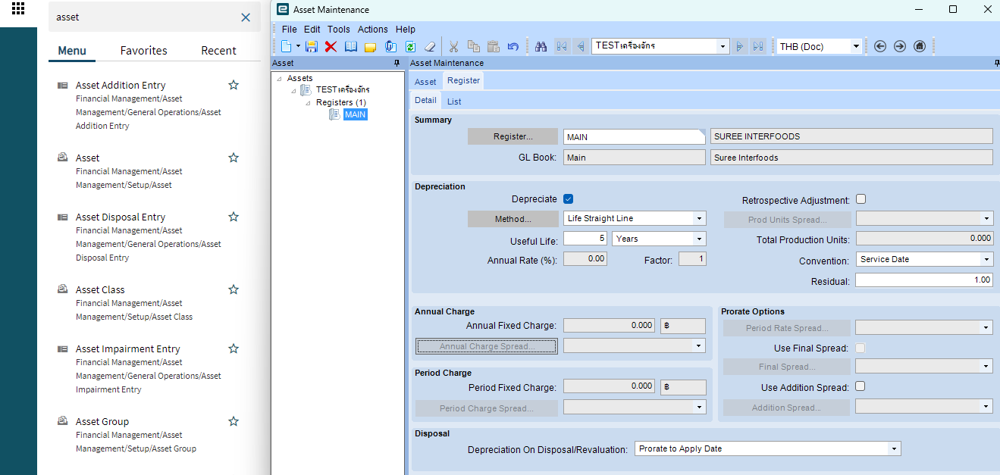 asset
Menu Favorites Recent
Asset Addition Entry
Financial Management/Asset
Management/General Operations/Asset
Addition Entry
Asset
Financial Management/Asset
Management/Setup/Asset
Asset Disposal Entry
Financial Management/Asset
Management/General Operations/Asset
Disposal Entry
Asset Class
Financial Management/Asset
Management/Setup/Asset Class
Asset Impairment Entry
Financial Management/Asset
Management/General Operations/Asset
Impairment Entry
Asset Group
Financial Management/Asset
Management/Setup/Asset Group
Asset Maintenance
File Edit Tools Actions Help
TESTเครื่องจักร THB (Doc)
Asset
Assets
TESTเครื่องจักร
Registers (1)
MAIN
Asset Maintenance
Asset Register
Detail List
Summary
Register... MAIN SUREE INTERFOODS
GL Book: Main Suree Interfoods
Depreciation
Depreciate Retrospective Adjustment:
Method... Life Straight Line Prod Units Spread...
Useful Life: 5 Years Total Production Units: 0.000
Annual Rate (%): 0.00 Factor: 1 Convention: Service Date
Residual: 1.00
Annual Charge
Annual Fixed Charge: 0.000 ฿
Annual Charge Spread...
Period Charge
Period Fixed Charge: 0.000 ฿
Period Charge Spread...
Prorate Options
Period Rate Spread...
Use Final Spread:
Final Spread...
Use Addition Spread:
Addition Spread...
Disposal
Depreciation On Disposal/Revaluation: Prorate to Apply Date